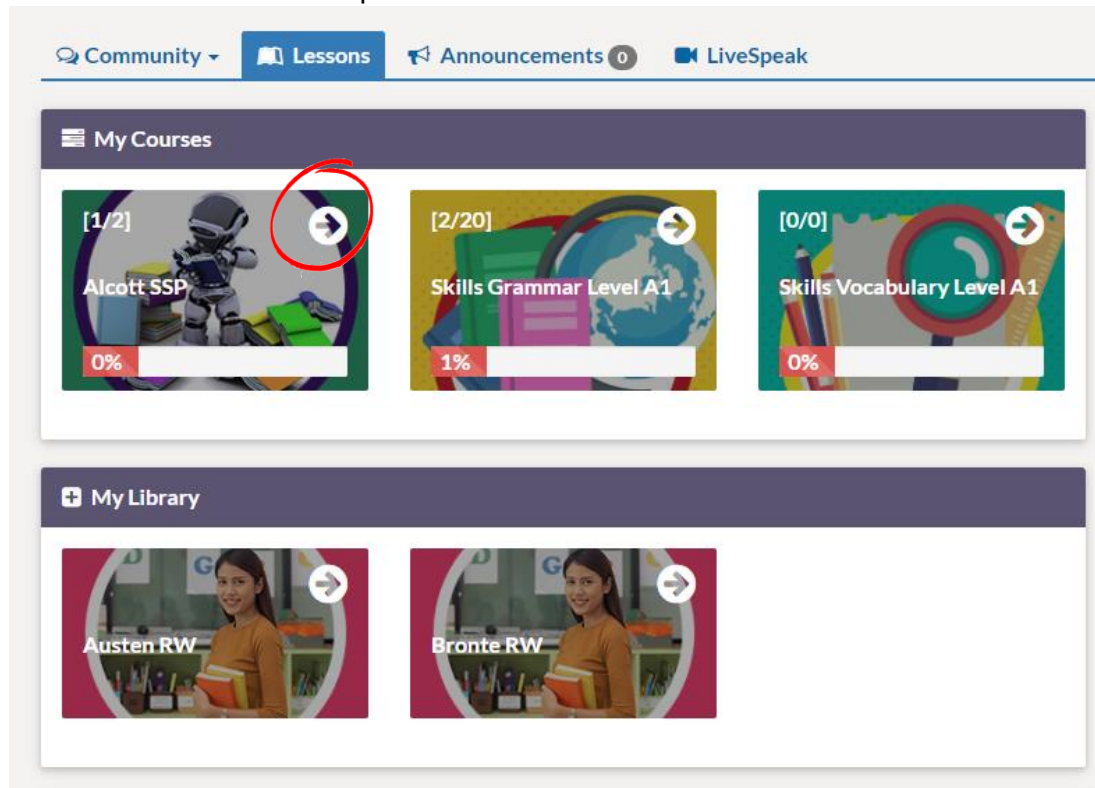 Community
Lessons
Announcements 0
LiveSpeak
My Courses
[1/2]
Alcott SSP
0%
[2/20]
Skills Grammar Level A1
1%
[0/0]
Skills Vocabulary Level A1
0%
My Library
Austen RW
G
Bronte RW
G